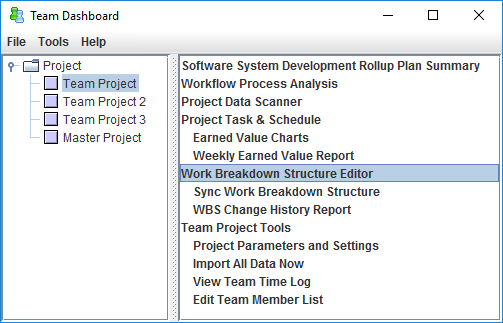 Team Dashboard
File Tools Help
Project
Team Project
Team Project 2
Team Project 3
Master Project
Software System Development Rollup Plan Summary
Workflow Process Analysis
Project Data Scanner
Project Task & Schedule
Earned Value Charts
Weekly Earned Value Report
Work Breakdown Structure Editor
Sync Work Breakdown Structure
WBS Change History Report
Team Project Tools
Project Parameters and Settings
Import All Data Now
View Team Time Log
Edit Team Member List